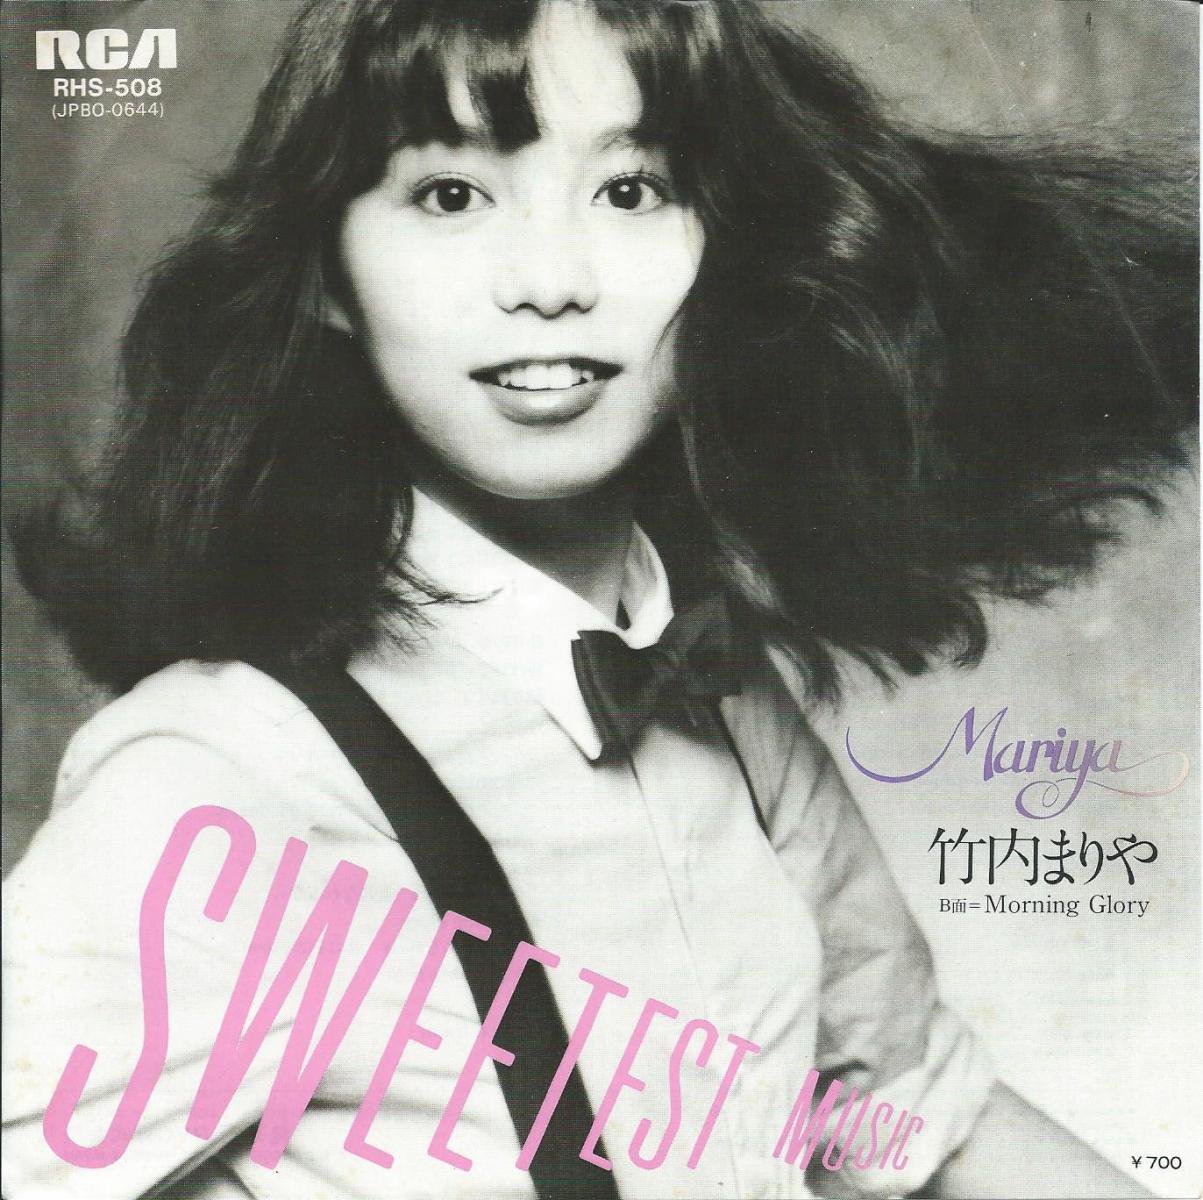 RCA
RHS-508
(JPBO-0644)
Mariya
竹内まりや
B面=Morning Glory
SWEETEST MUSIC
￥700